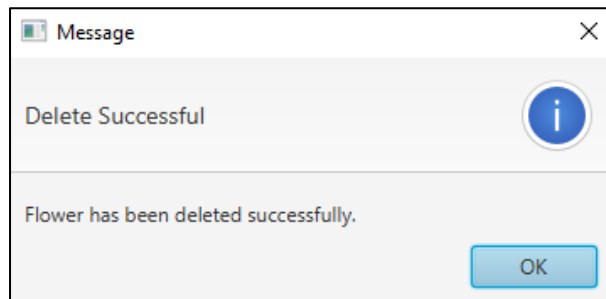 Message
Delete Successful
Flower has been deleted successfully.
OK